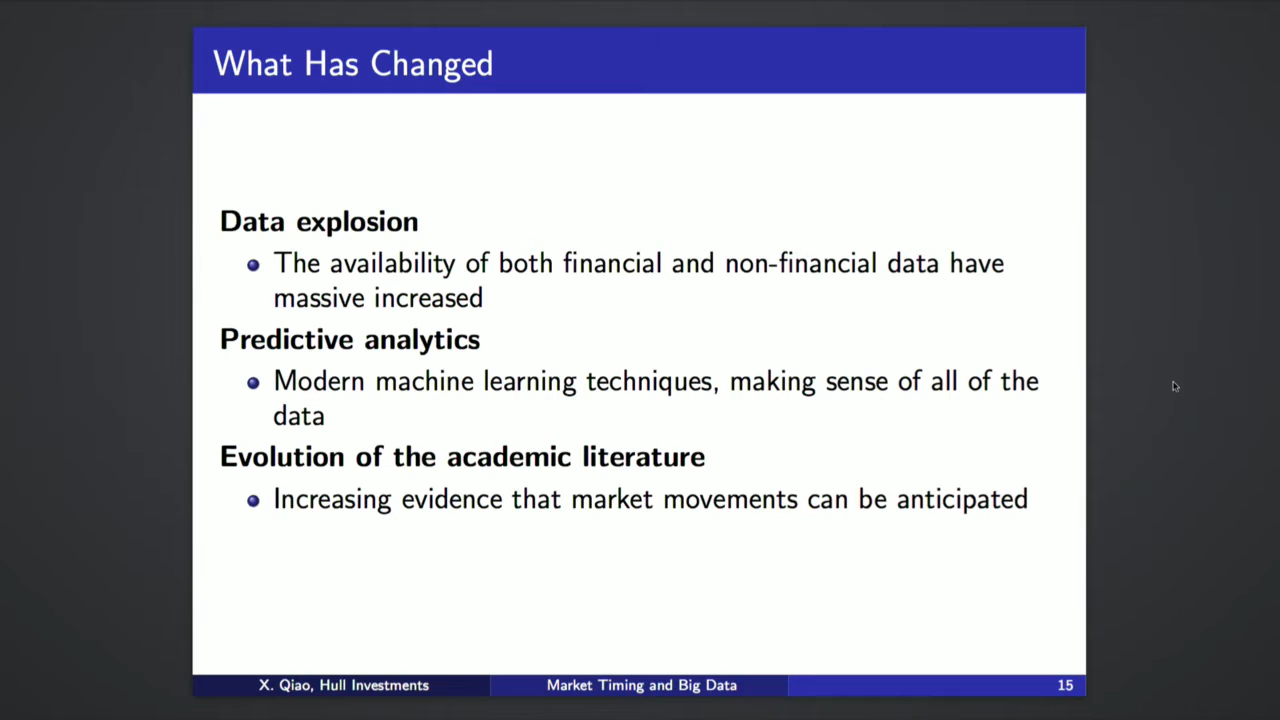 What Has Changed
Data explosion
The availability of both financial and non-financial data have
massive increased
Predictive analytics
Modern machine learning techniques, making sense of all of the
data
Evolution of the academic literature
Increasing evidence that market movements can be anticipated
X. Qiao, Hull Investments
Market Timing and Big Data
15